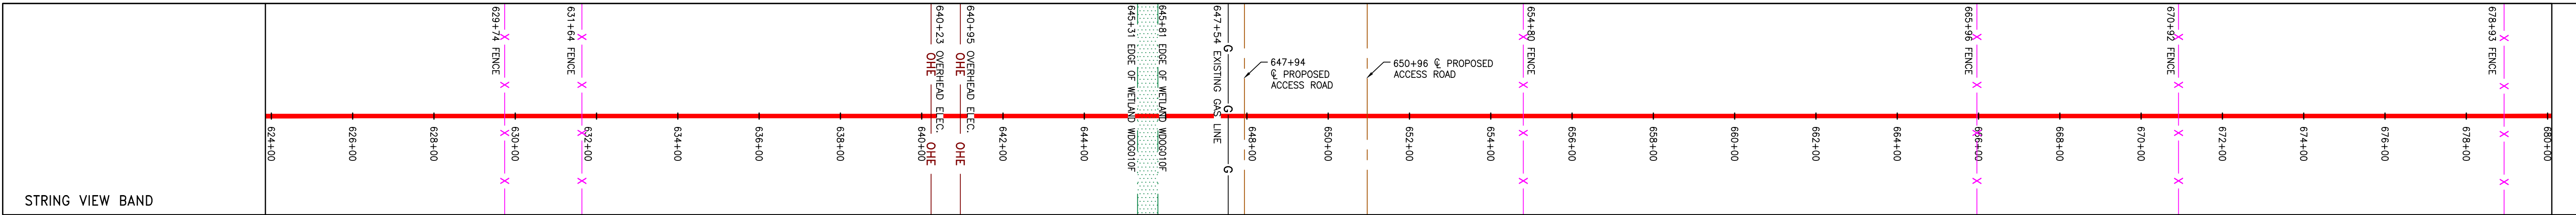 629+74 FENCE
631+64 FENCE
640+23 OVERHEAD ELEC.
640+95 OVERHEAD ELEC.
645+31 EDGE OF WETLAND WDOG010F
645+81 EDGE OF WETLAND WDOG010F
647+54 EXISTING GAS LINE
647+94
℄ PROPOSED
ACCESS ROAD
650+96 ℄ PROPOSED
ACCESS ROAD
654+80 FENCE
665+96 FENCE
670+92 FENCE
678+93 FENCE
OHE
OHE
OHE
OHE
G
G
G
624+00
626+00
628+00
630+00
632+00
634+00
636+00
638+00
640+00
642+00
644+00
648+00
650+00
652+00
654+00
656+00
658+00
660+00
662+00
664+00
666+00
670+00
672+00
674+00
676+00
678+00
680+00
668+00
STRING VIEW BAND